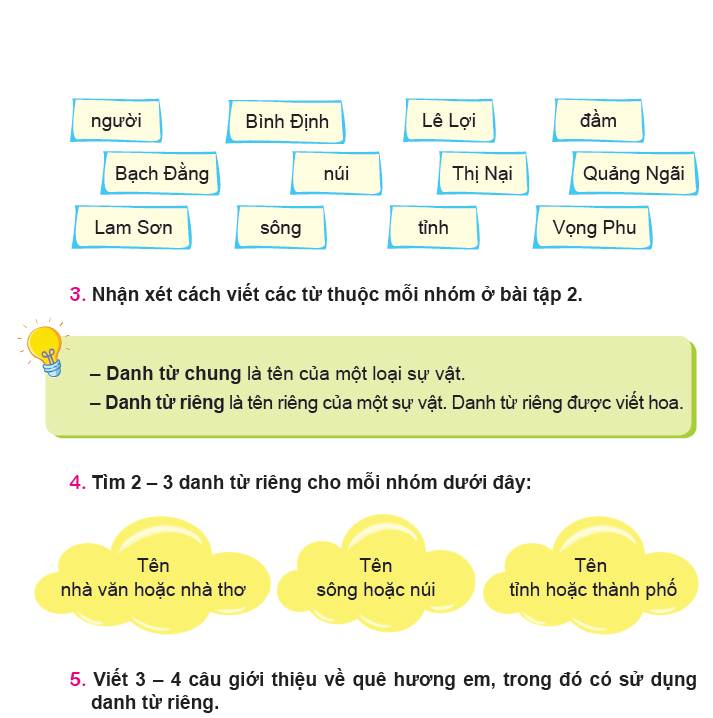 người Bình Định Lê Lợi đầm
Bạch Đằng núi Thị Nại Quảng Ngãi
Lam Sơn sông tỉnh Vọng Phu
3. Nhận xét cách viết các từ thuộc mỗi nhóm ở bài tập 2.
– Danh từ chung là tên của một loại sự vật.
– Danh từ riêng là tên riêng của một sự vật. Danh từ riêng được viết hoa.
4. Tìm 2 – 3 danh từ riêng cho mỗi nhóm dưới đây:
Tên
nhà văn hoặc nhà thơ
Tên
sông hoặc núi
Tên
tỉnh hoặc thành phố
5. Viết 3 – 4 câu giới thiệu về quê hương em, trong đó có sử dụng
danh từ riêng.